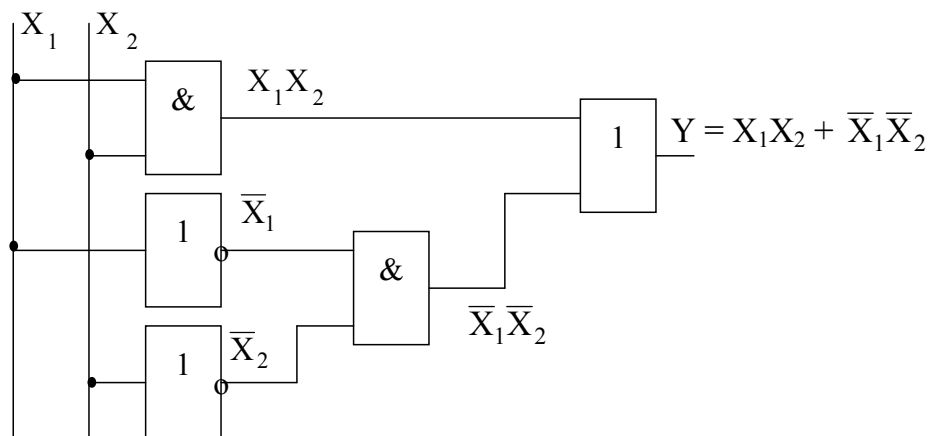 X₁ X₂
& X₁X₂
1 Y = X₁X₂ + X̅₁X̅₂
1 X̅₁
&
X̅₁X̅₂
1 X̅₂